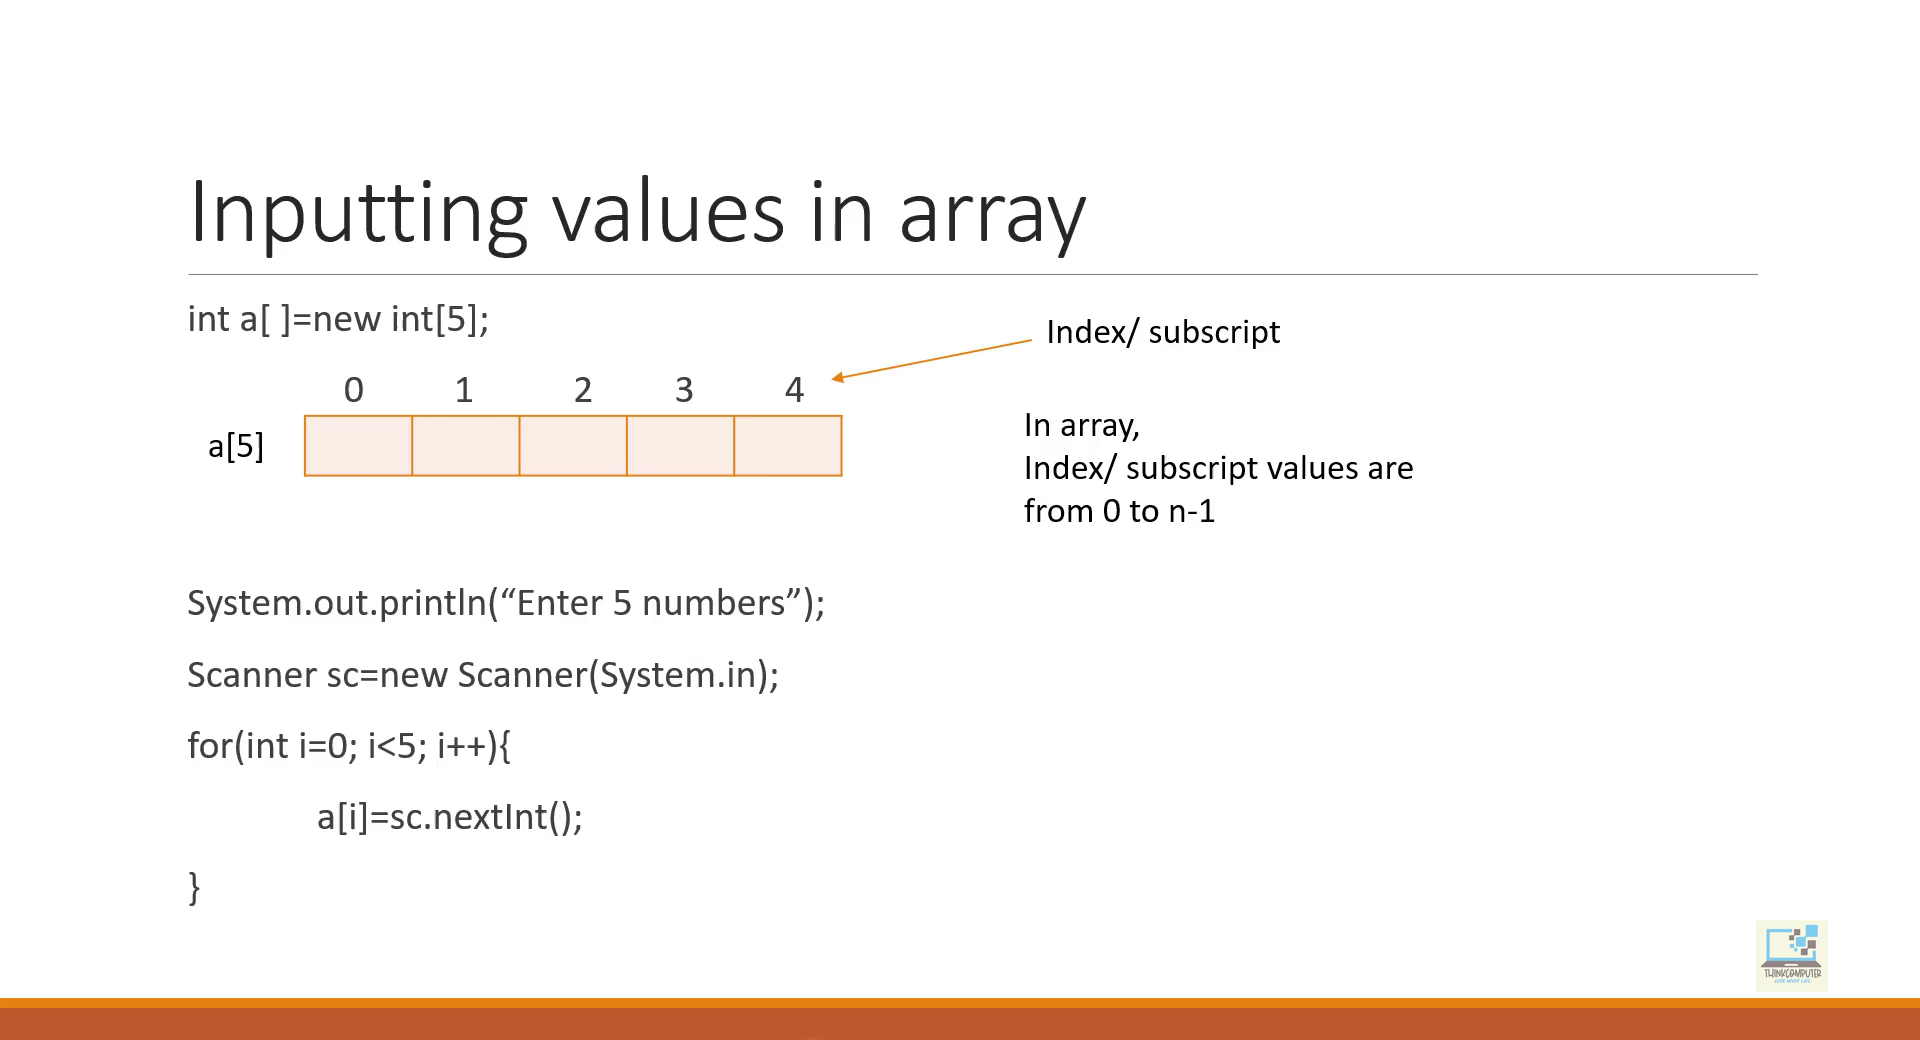 Inputting values in array
int a[ ]=new int[5];
Index/ subscript
0 1 2 3 4
a[5]
In array,
Index/ subscript values are
from 0 to n-1
System.out.println(“Enter 5 numbers”);
Scanner sc=new Scanner(System.in);
for(int i=0; i<5; i++){
a[i]=sc.nextInt();
}
THINKCOMPUTER